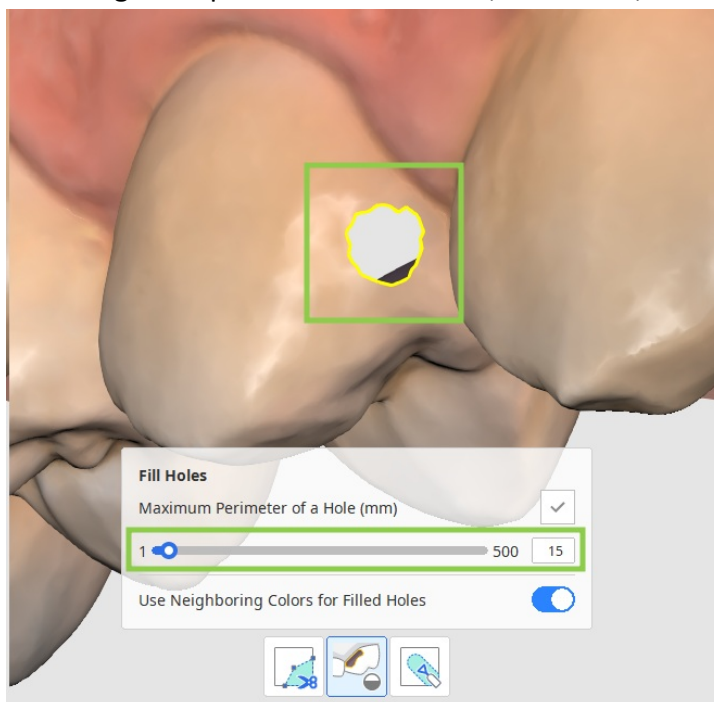 Fill Holes
Maximum Perimeter of a Hole (mm)
1 500 15
Use Neighboring Colors for Filled Holes